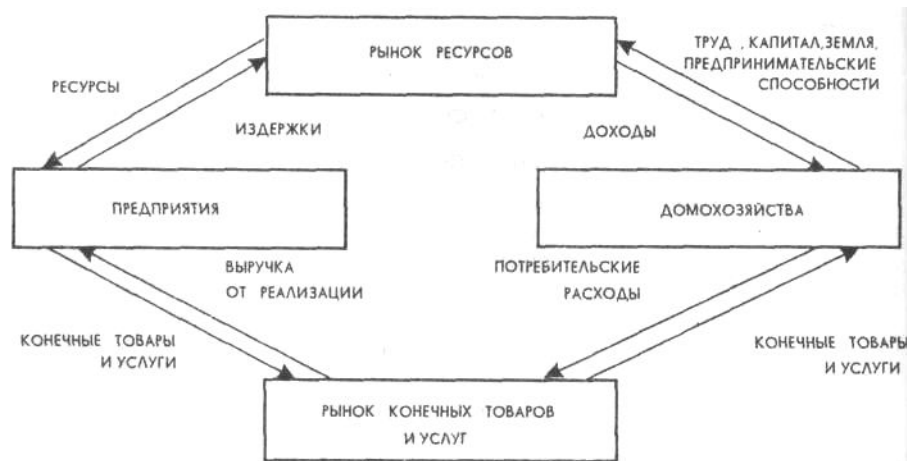 РЫНОК РЕСУРСОВ
ТРУД , КАПИТАЛ,ЗЕМЛЯ,
ПРЕДПРИНИМАТЕЛЬСКИЕ
СПОСОБНОСТИ
РЕСУРСЫ
ИЗДЕРЖКИ
ДОХОДЫ
ПРЕДПРИЯТИЯ
ДОМОХОЗЯЙСТВА
ВЫРУЧКА
ОТ РЕАЛИЗАЦИИ
ПОТРЕБИТЕЛЬСКИЕ
РАСХОДЫ
КОНЕЧНЫЕ ТОВАРЫ
И УСЛУГИ
КОНЕЧНЫЕ ТОВАРЫ
И УСЛУГИ
РЫНОК КОНЕЧНЫХ ТОВАРОВ
И УСЛУГ